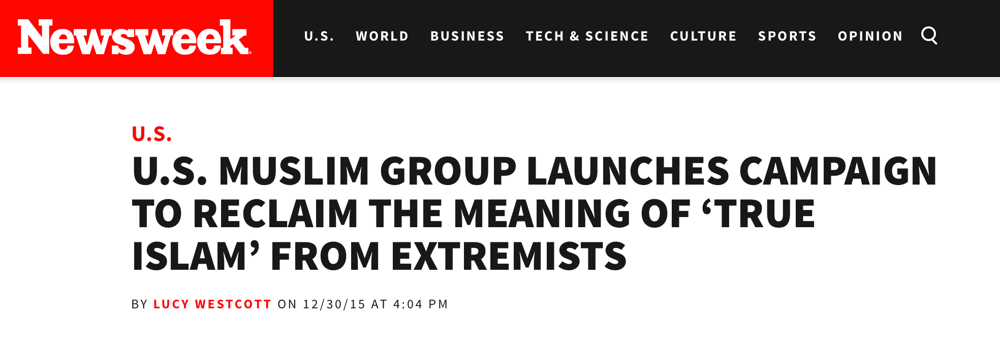 Newsweek®
U.S. WORLD BUSINESS TECH & SCIENCE CULTURE SPORTS OPINION
U.S.
U.S. MUSLIM GROUP LAUNCHES CAMPAIGN
TO RECLAIM THE MEANING OF ‘TRUE
ISLAM’ FROM EXTREMISTS
BY LUCY WESTCOTT ON 12/30/15 AT 4:04 PM